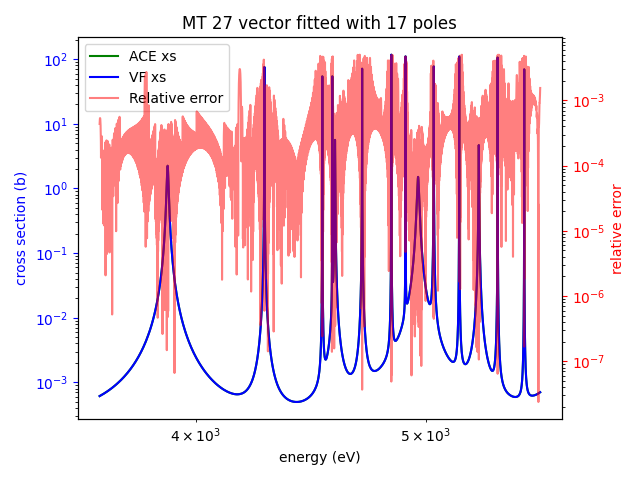 MT 27 vector fitted with 17 poles
ACE xs
VF xs
Relative error
cross section (b)
10²
10¹
10⁰
10⁻¹
10⁻²
10⁻³
relative error
10⁻³
10⁻⁴
10⁻⁵
10⁻⁶
10⁻⁷
4 × 10³
5 × 10³
energy (eV)